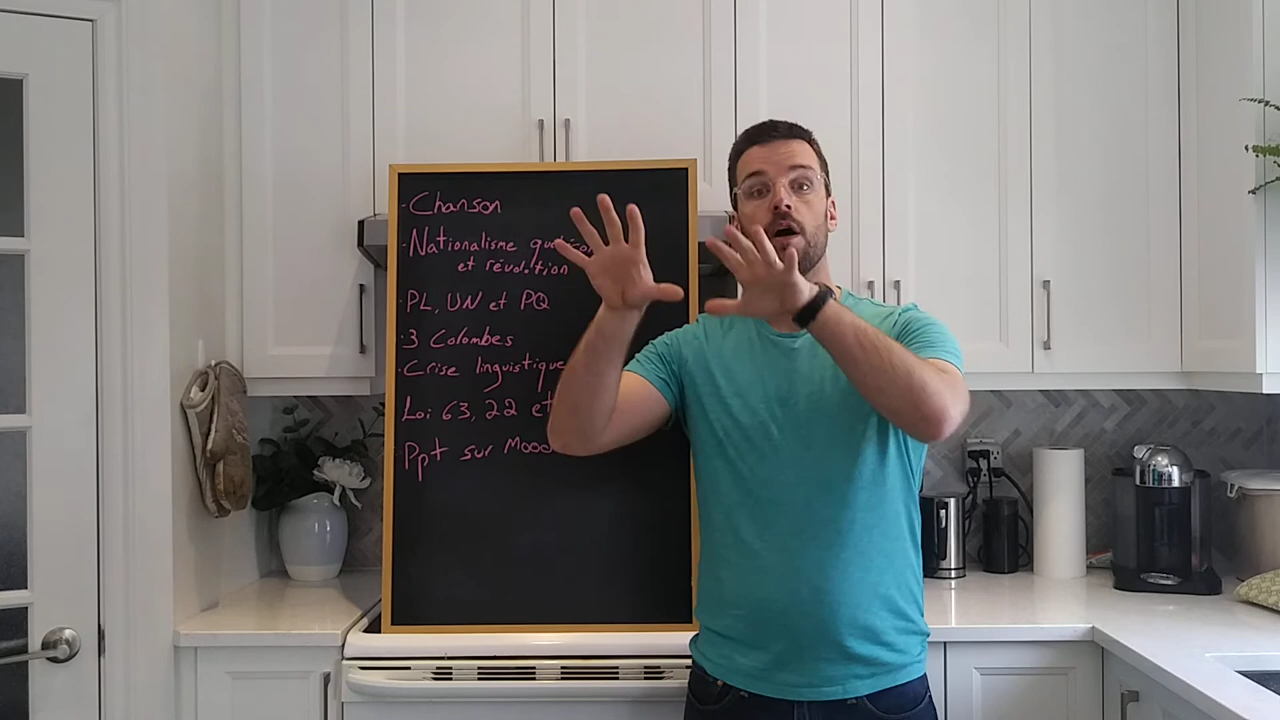 · Chanson
· Nationalisme
et révolution
· PL, UN et PQ
· 3 Colombes
· Crise linguistique
Loi 63, 22 et
Ppt sur